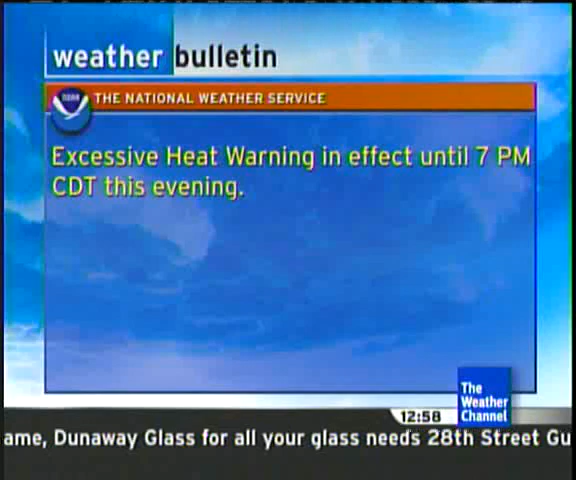 weather bulletin
NOAA
THE NATIONAL WEATHER SERVICE
Excessive Heat Warning in effect until 7 PM
CDT this evening.
The
Weather
Channel
12:58
ame, Dunaway Glass for all your glass needs 28th Street Gu